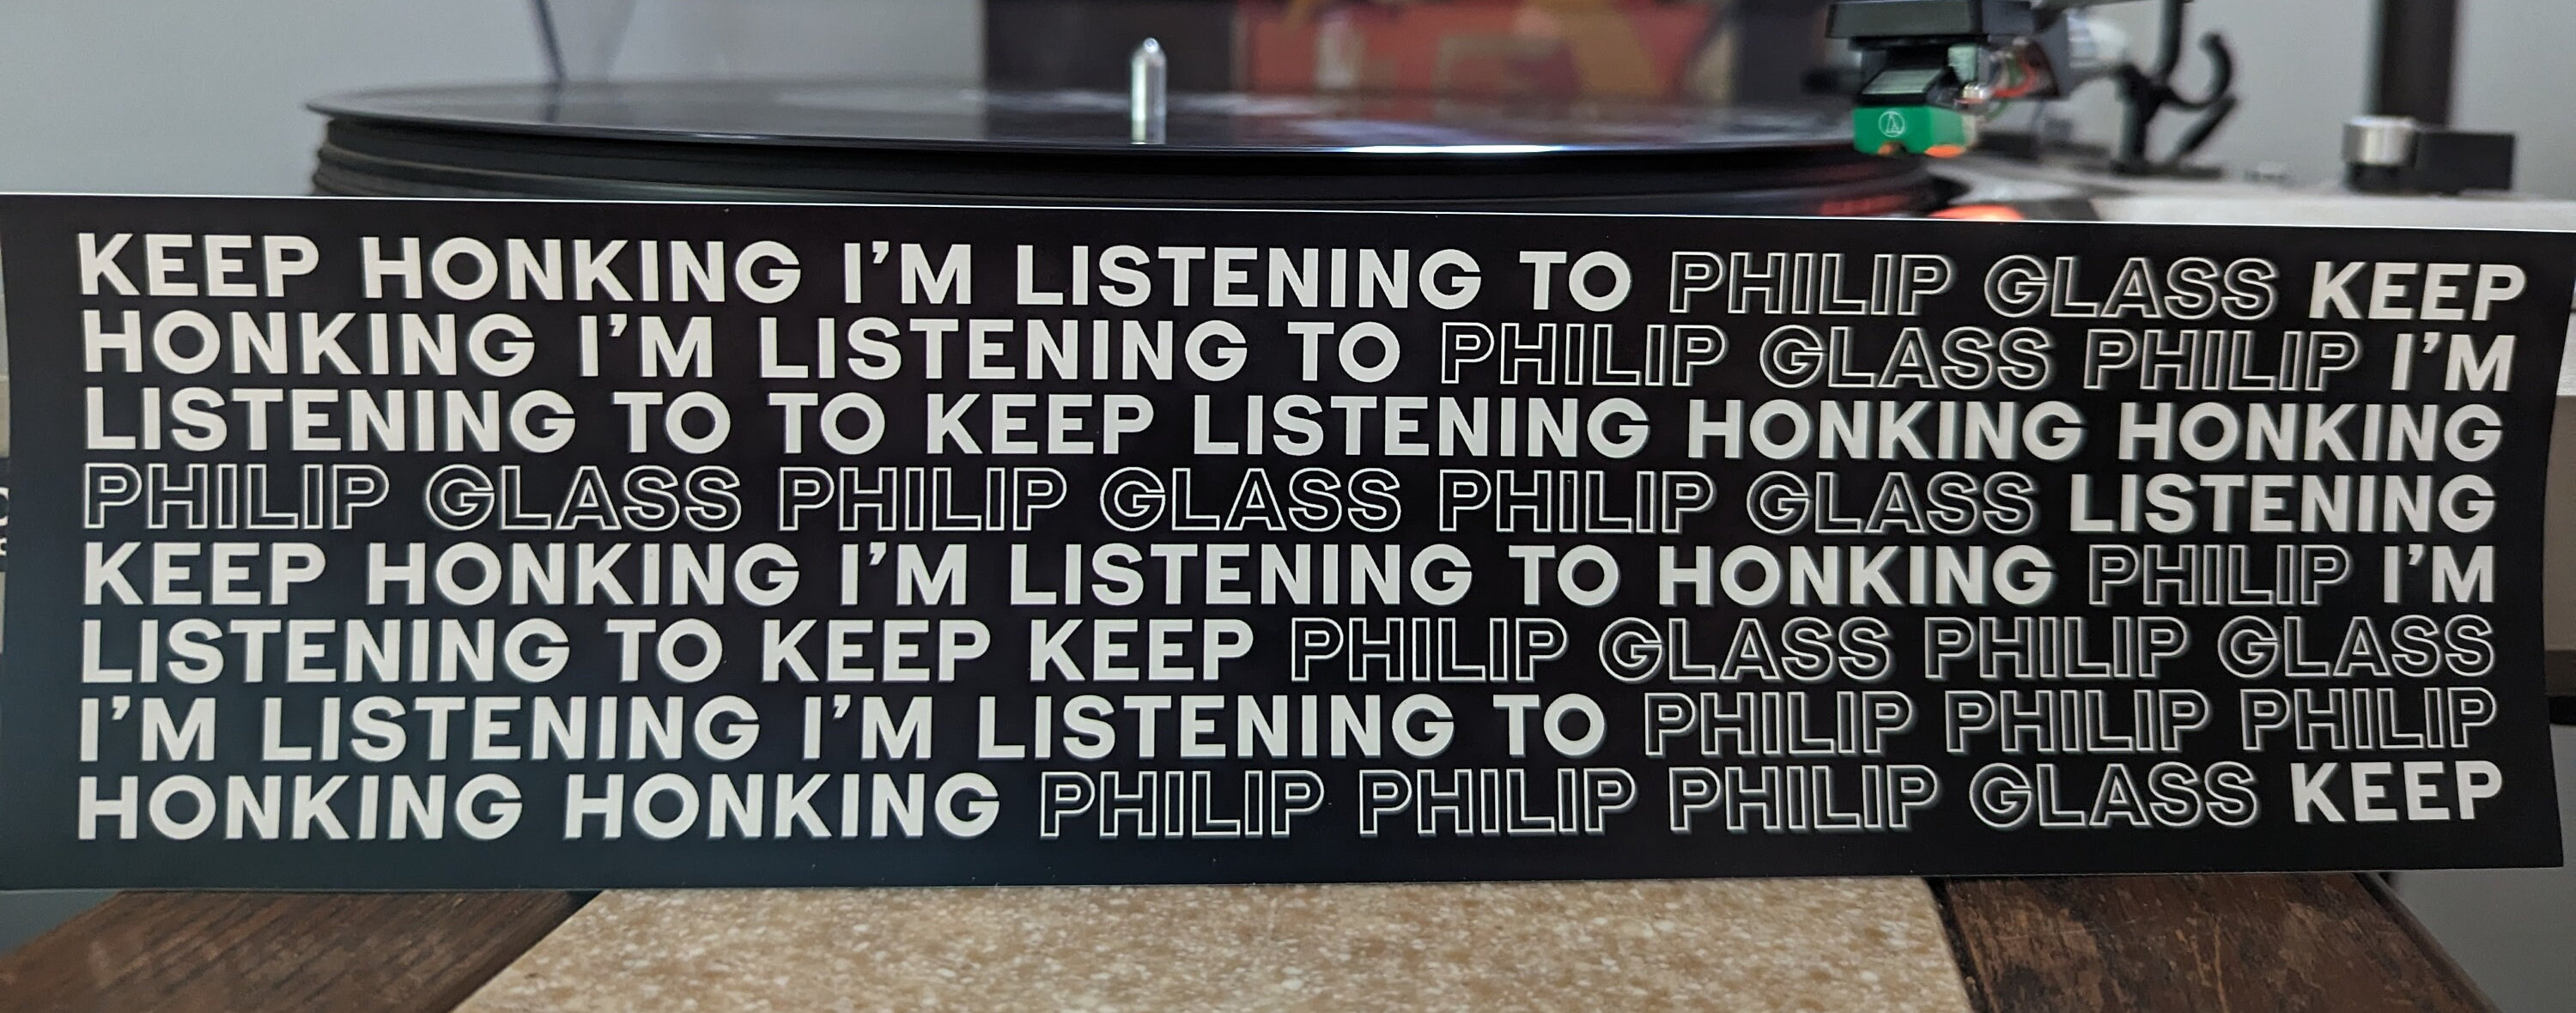 KEEP HONKING I'M LISTENING TO PHILIP GLASS KEEP
HONKING I'M LISTENING TO PHILIP GLASS PHILIP I'M
LISTENING TO TO KEEP LISTENING HONKING HONKING
PHILIP GLASS PHILIP GLASS PHILIP GLASS LISTENING
KEEP HONKING I'M LISTENING TO HONKING PHILIP I'M
LISTENING TO KEEP KEEP PHILIP GLASS PHILIP GLASS
I'M LISTENING I'M LISTENING TO PHILIP PHILIP PHILIP
HONKING HONKING PHILIP PHILIP PHILIP GLASS KEEP